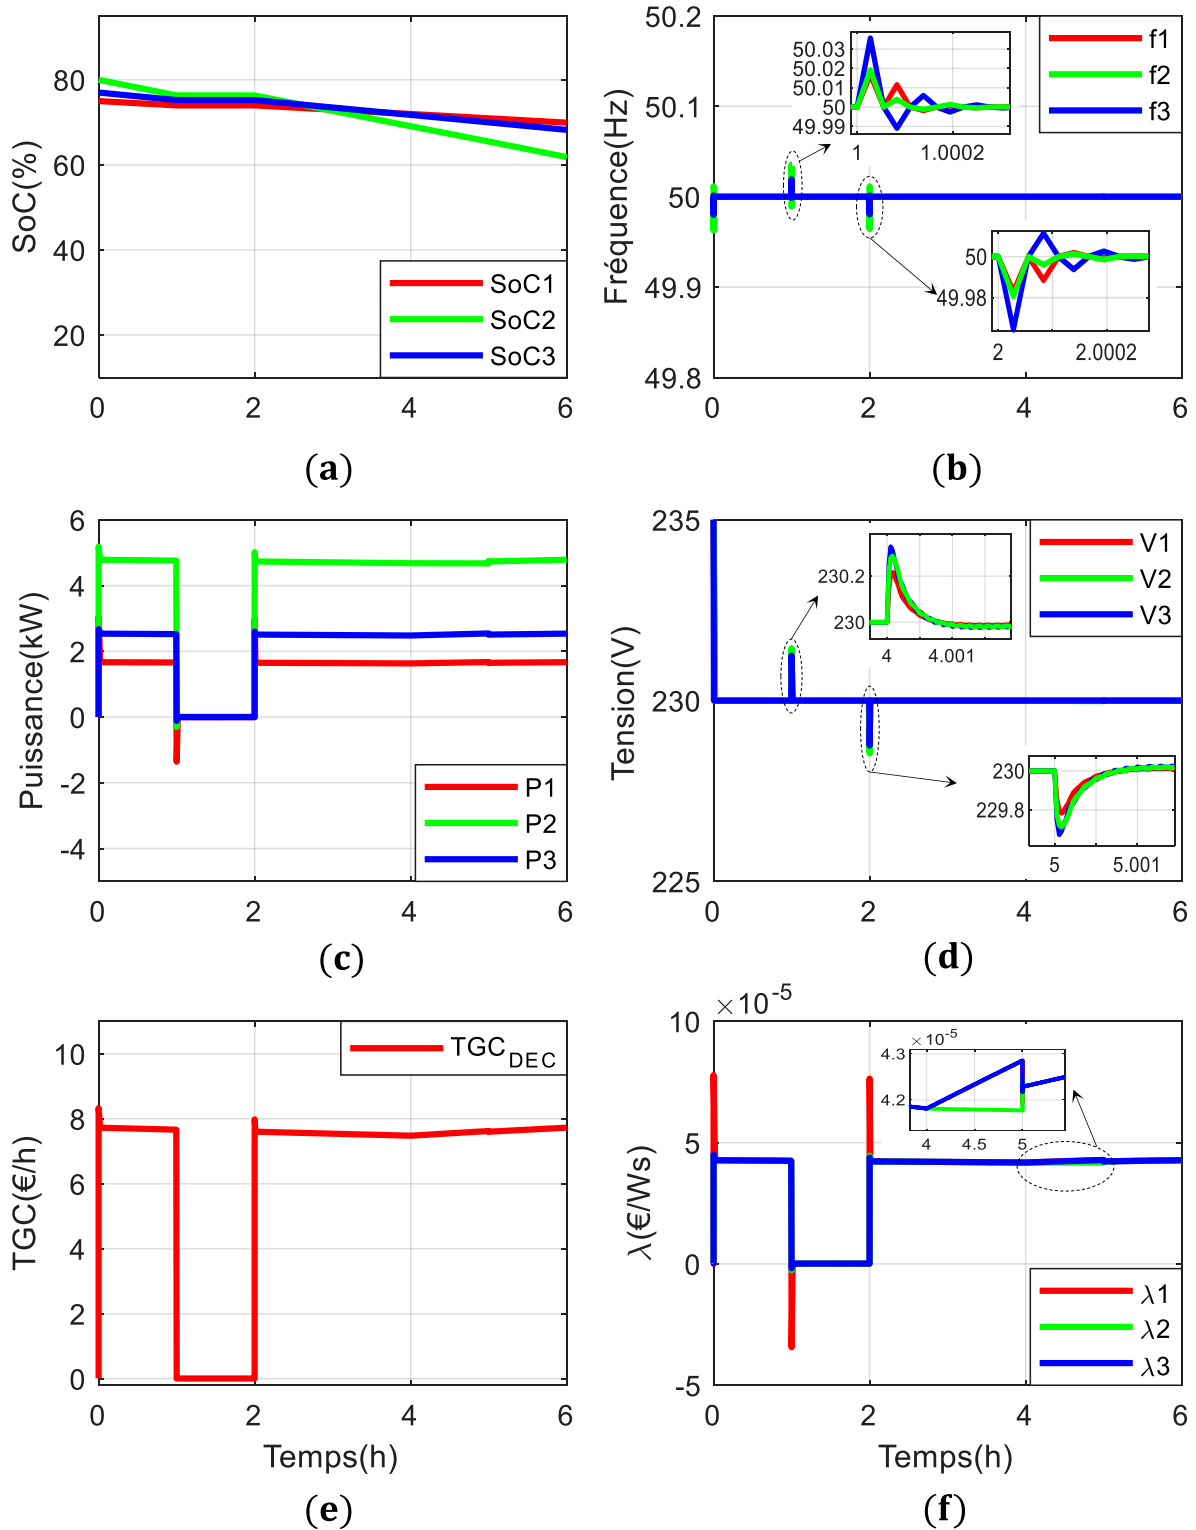 SoC(%)
80
60
40
20
0
2
4
6
SoC1
SoC2
SoC3
(a)
Fréquence(Hz)
50.2
50.1
50
49.9
49.8
0
2
4
6
f1
f2
f3
50.03
50.02
50.01
50
49.99
1
1.0002
50
49.98
2
2.0002
(b)
Puissance(kW)
6
4
2
0
-2
-4
0
2
4
6
P1
P2
P3
(c)
Tension(V)
235
230
225
0
2
4
6
V1
V2
V3
230.2
230
4
4.001
230
229.8
5
5.001
(d)
TGC(€/h)
10
8
6
4
2
0
0
2
4
6
TGC_DEC
Temps(h)
(e)
λ(€/Ws)
×10^-5
10
5
0
-5
0
2
4
6
×10^-5
4.3
4.2
4
4.5
5
λ1
λ2
λ3
Temps(h)
(f)